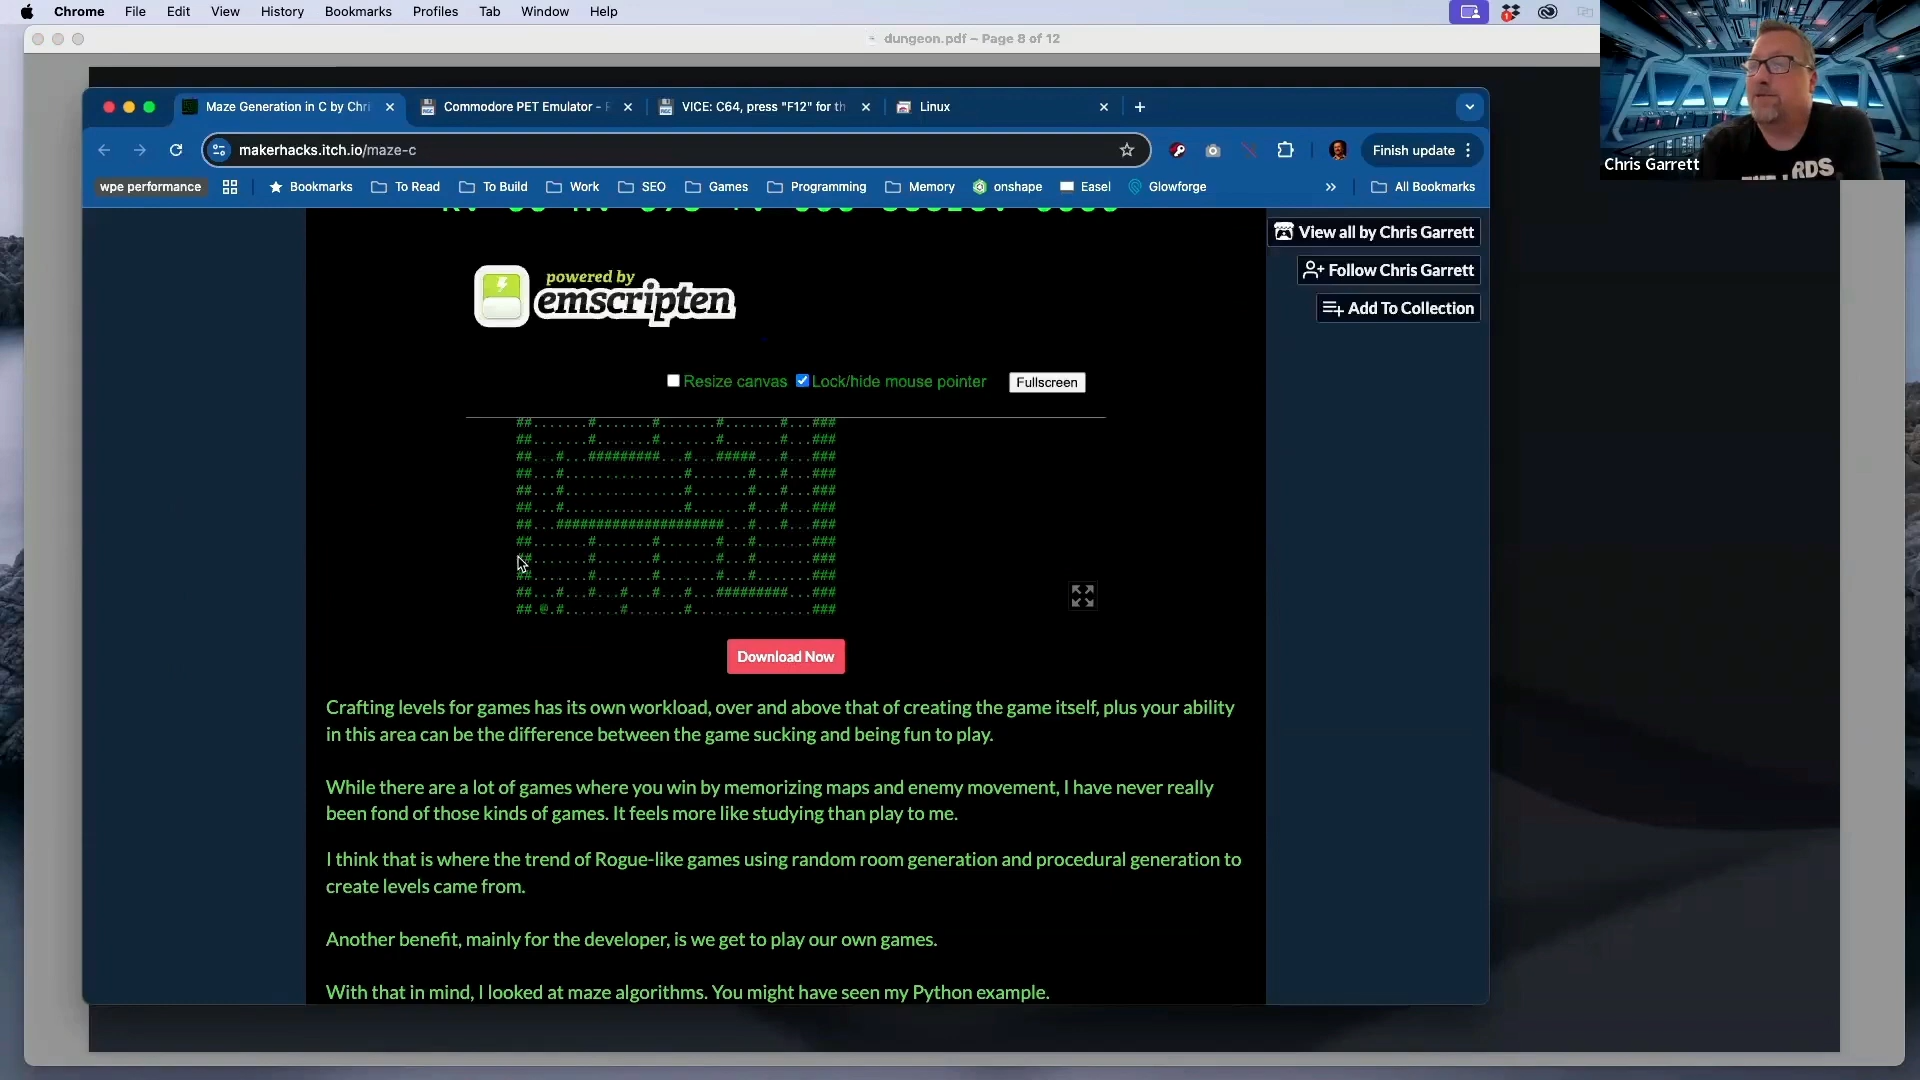 Chrome File Edit View History Bookmarks Profiles Tab Window Help
dungeon.pdf – Page 8 of 12
Maze Generation in C by Chri
Commodore PET Emulator -
VICE: C64, press "F12" for th
Linux
makerhacks.itch.io/maze-c
Finish update
wpe performance
Bookmarks To Read To Build Work SEO Games Programming Memory onshape Easel Glowforge » All Bookmarks
Chris Garrett
View all by Chris Garrett
Follow Chris Garrett
Add To Collection
powered by
emscripten
Resize canvas Lock/hide mouse pointer Fullscreen
##.......#.......#.......#.......#...###
##.......#.......#.......#.......#...###
##...#...#########...#...#####...#...###
##...#...............#.......#...#...###
##...#...............#.......#...#...###
##...#...............#.......#...#...###
##...#####################...#...#...###
##.......#.......#.......#...#.......###
##.......#.......#.......#...#.......###
##.......#.......#.......#...#.......###
##...#...#...#...#...#...#########...###
##.@.#.......#.......#...............###
Download Now
Crafting levels for games has its own workload, over and above that of creating the game itself, plus your ability
in this area can be the difference between the game sucking and being fun to play.
While there are a lot of games where you win by memorizing maps and enemy movement, I have never really
been fond of those kinds of games. It feels more like studying than play to me.
I think that is where the trend of Rogue-like games using random room generation and procedural generation to
create levels came from.
Another benefit, mainly for the developer, is we get to play our own games.
With that in mind, I looked at maze algorithms. You might have seen my Python example.